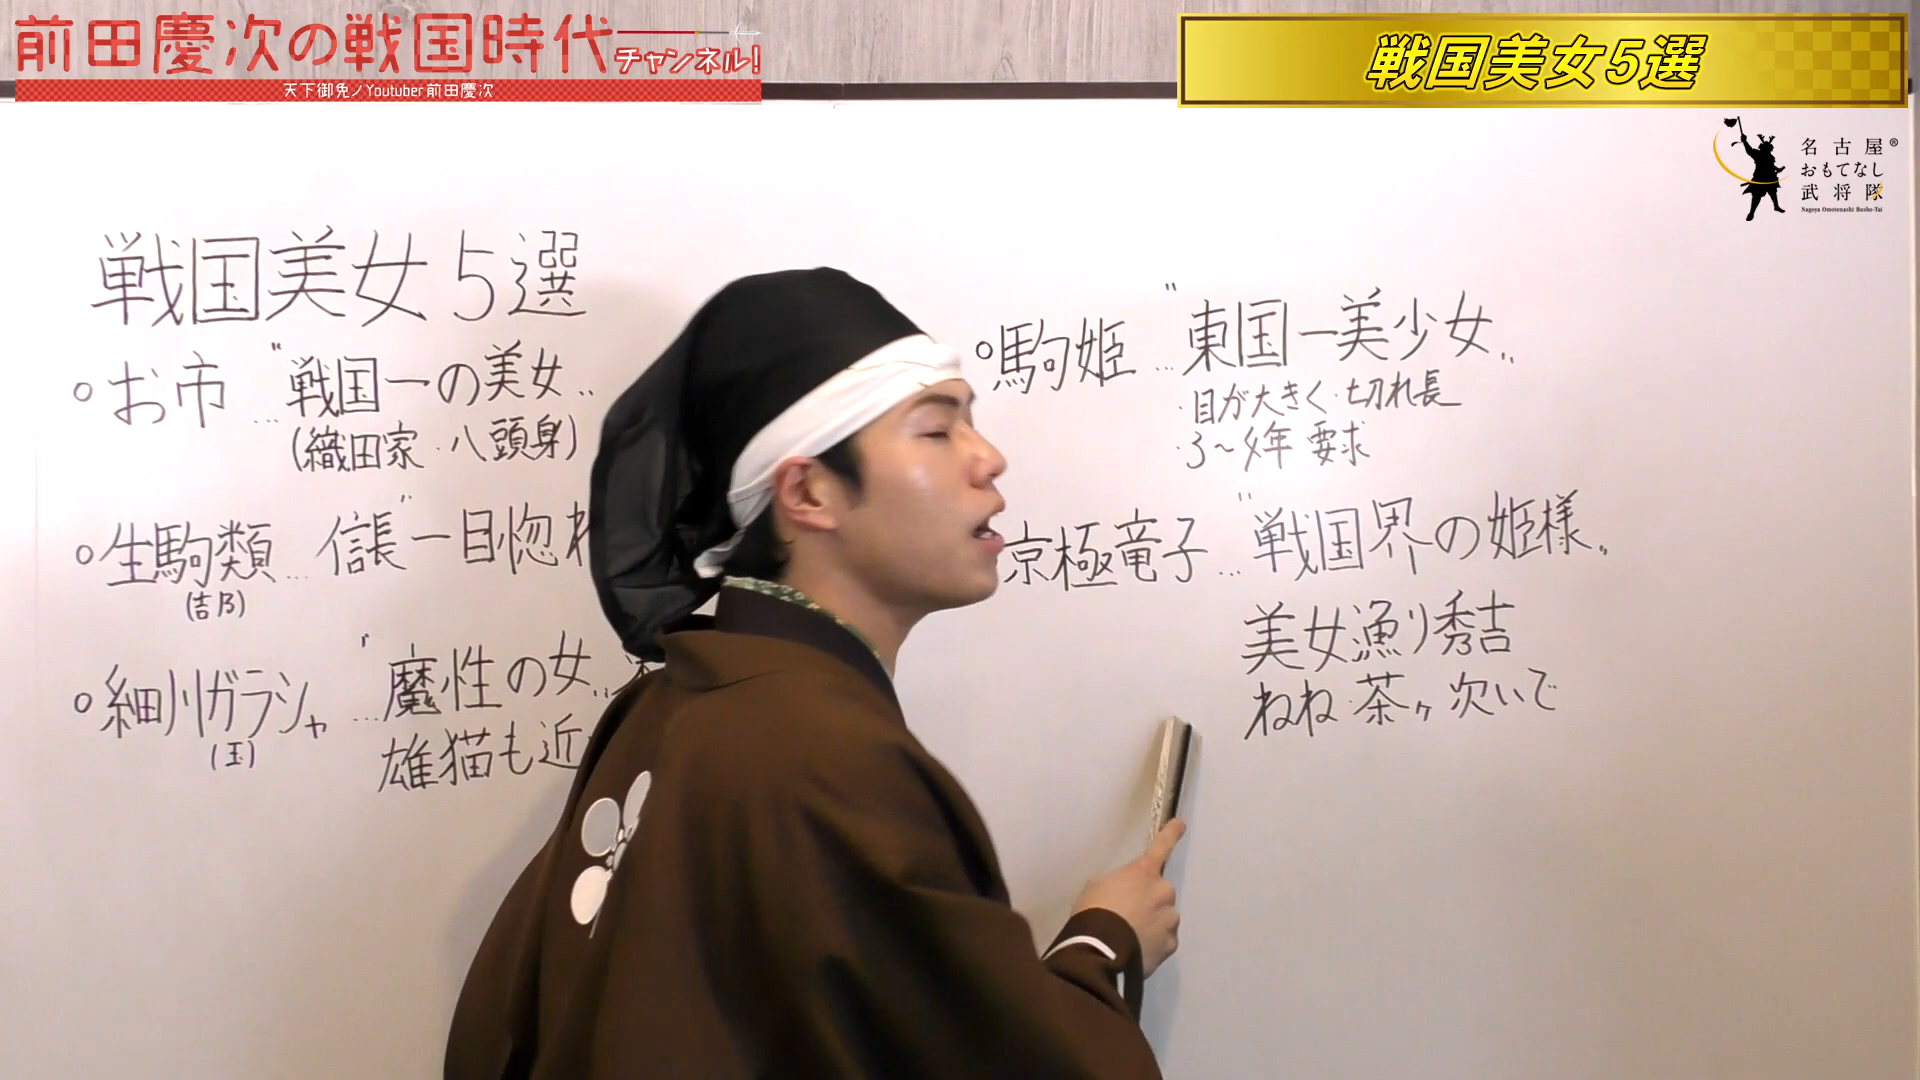 前田慶次の戦国時代チャンネル!
天下御免ノYoutuber前田慶次
戦国美女5選
名古屋®
おもてなし
武将隊
Nagoya Omotenashi Busho-Tai
戦国美女5選
○お市…"戦国一の美女"
(織田家・八頭身)
○生駒類…信長"一目惚れ
(吉乃)
○細川ガラシャ…"魔性の女"
(玉)
雄猫も近
○駒姫…"東国一美少女"
・目が大きく・切れ長
・3〜4年 要求
京極竜子…"戦国界の姫様"
美女漁り秀吉
ねね・茶々次いで